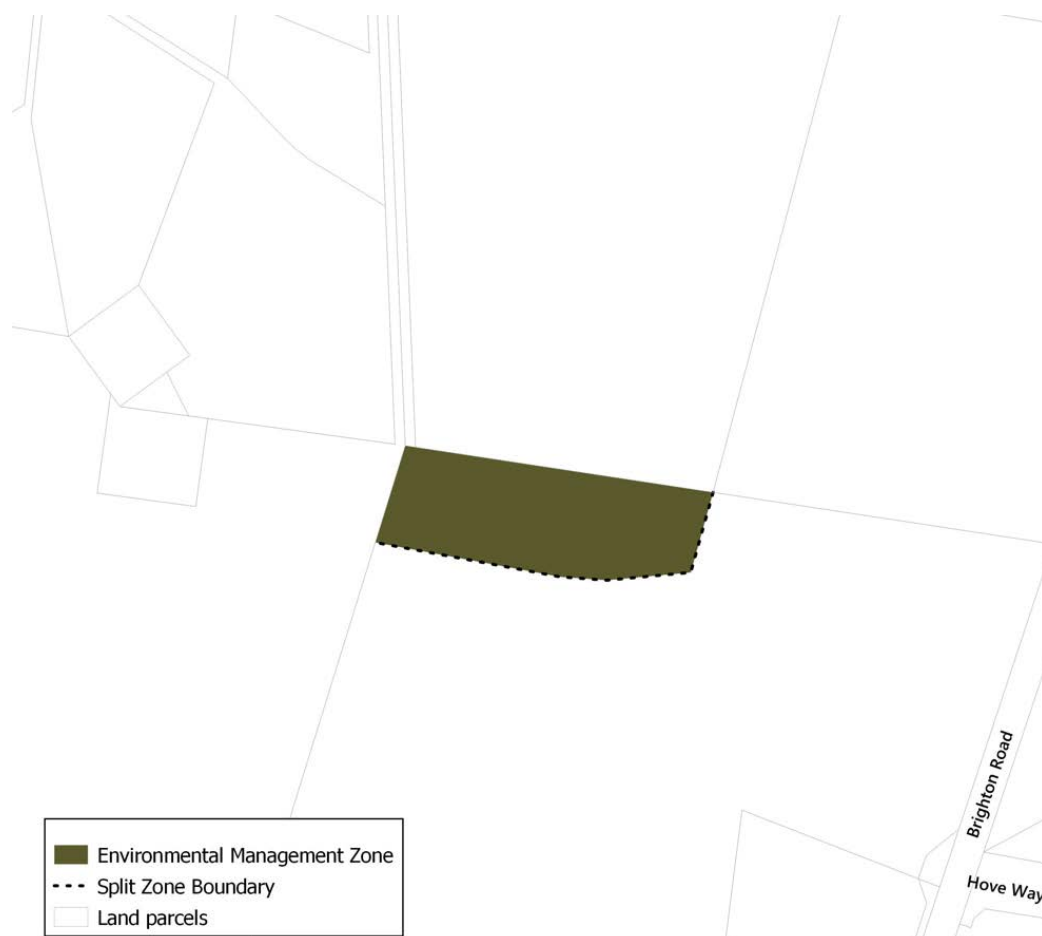 Brighton Road
Hove Way
Environmental Management Zone
Split Zone Boundary
Land parcels